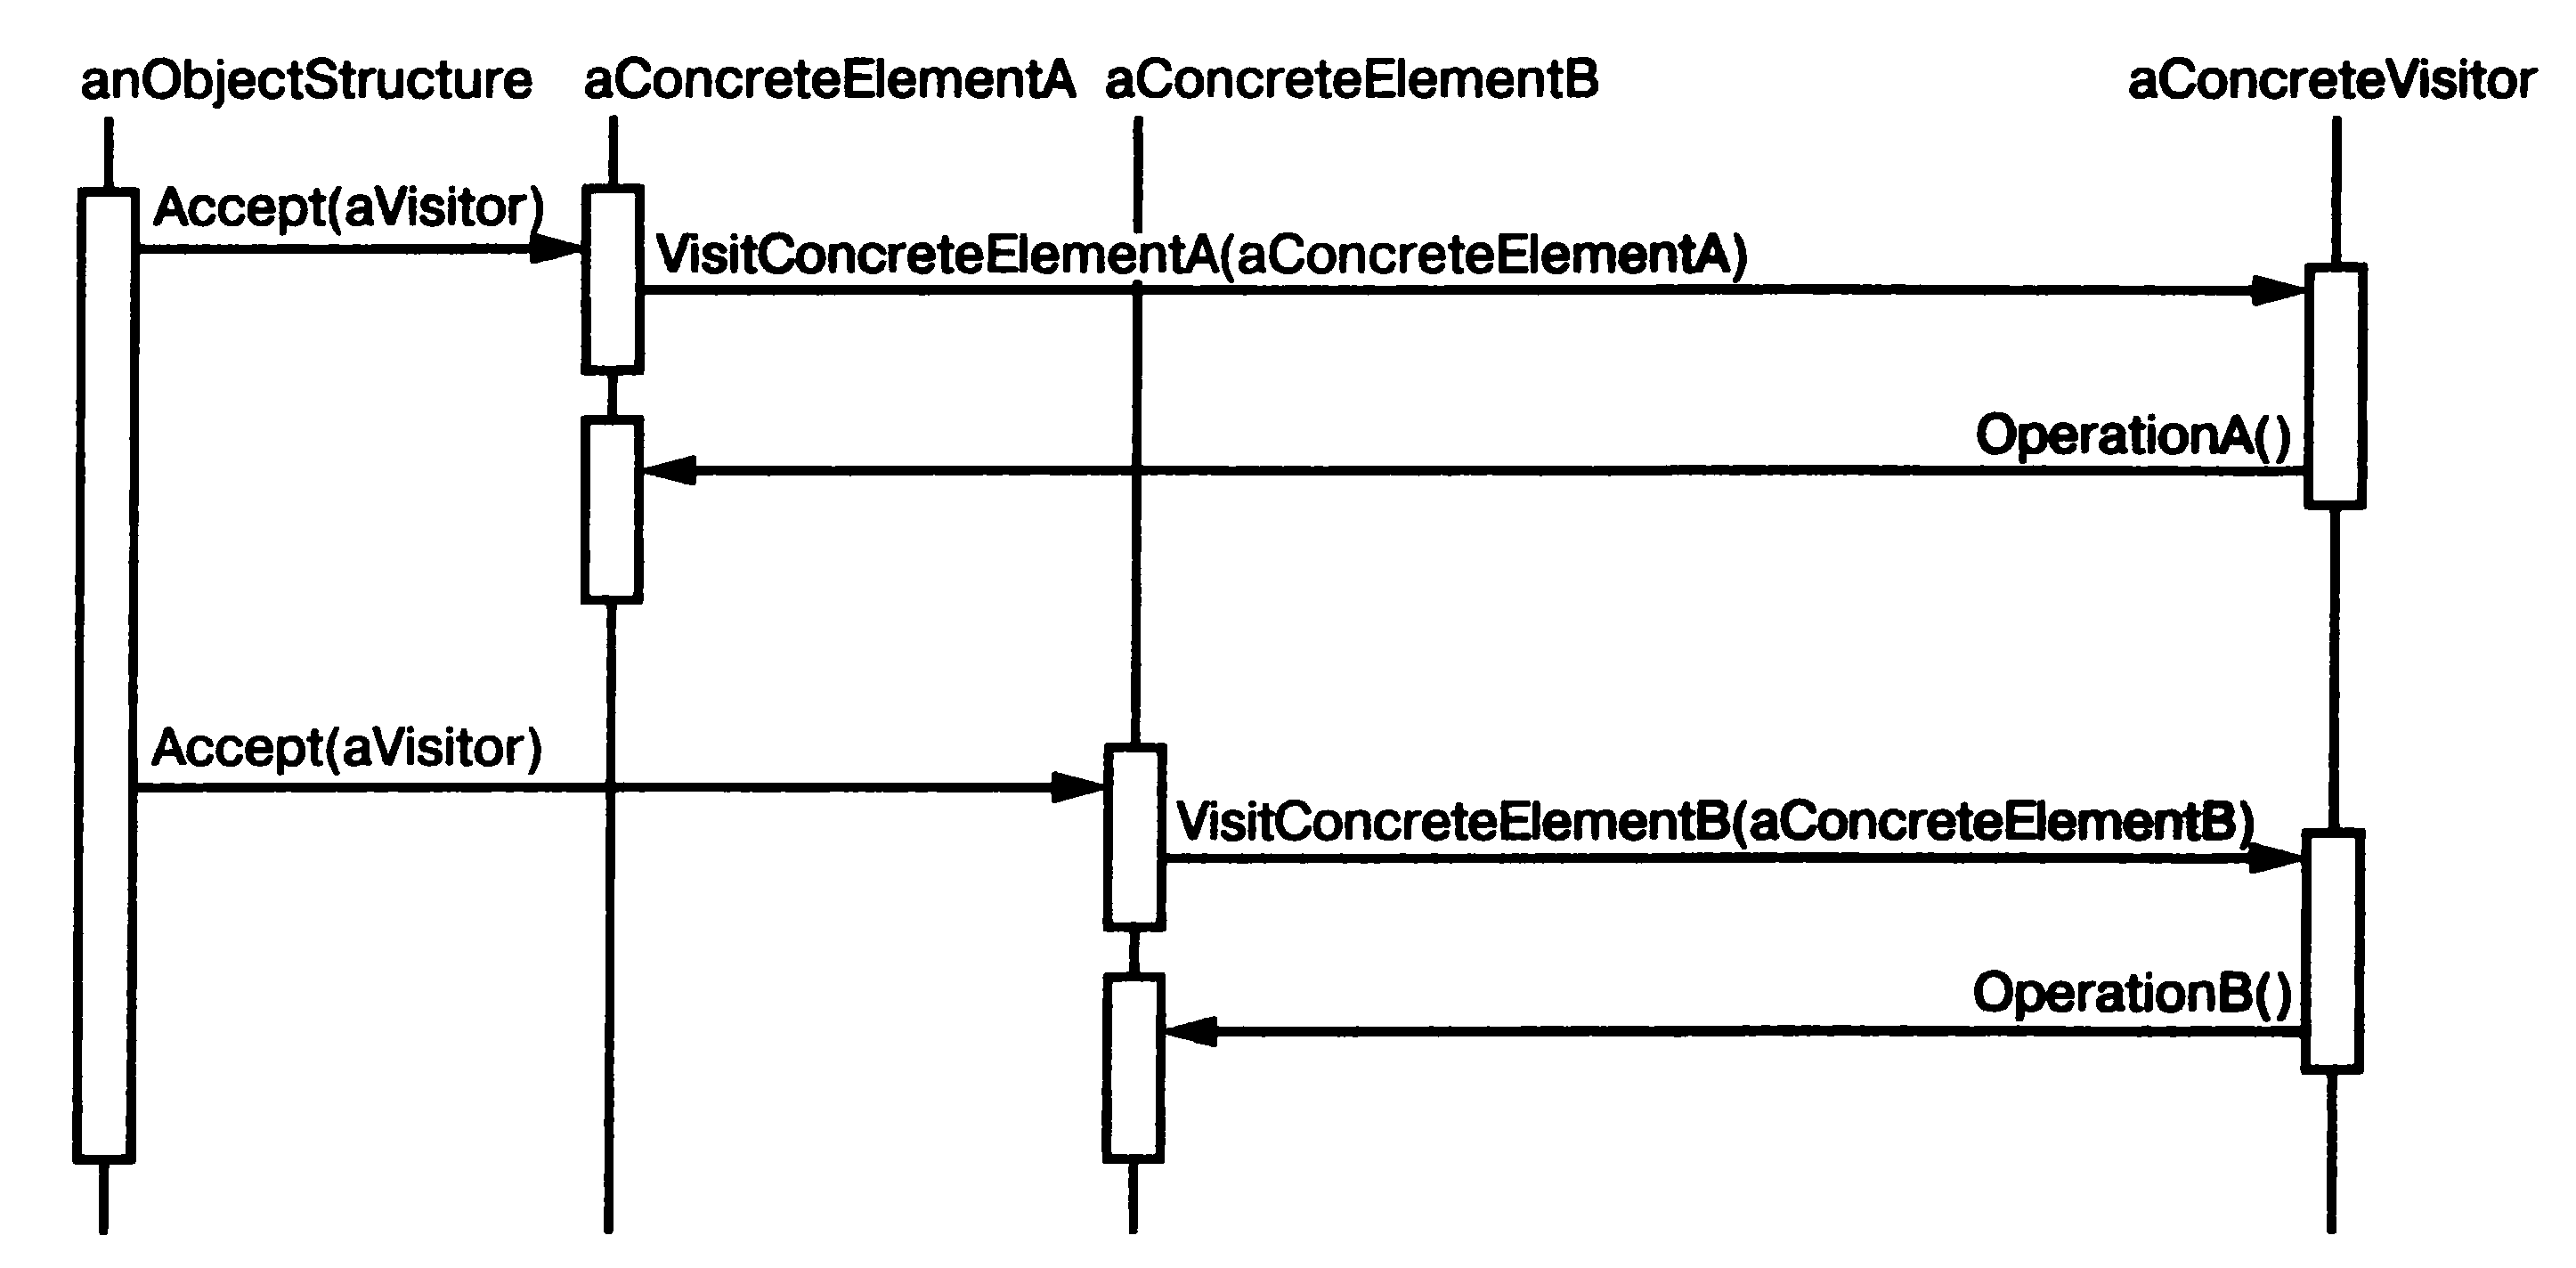 anObjectStructure aConcreteElementA aConcreteElementB aConcreteVisitor
Accept(aVisitor)
VisitConcreteElementA(aConcreteElementA)
OperationA()
Accept(aVisitor)
VisitConcreteElementB(aConcreteElementB)
OperationB()